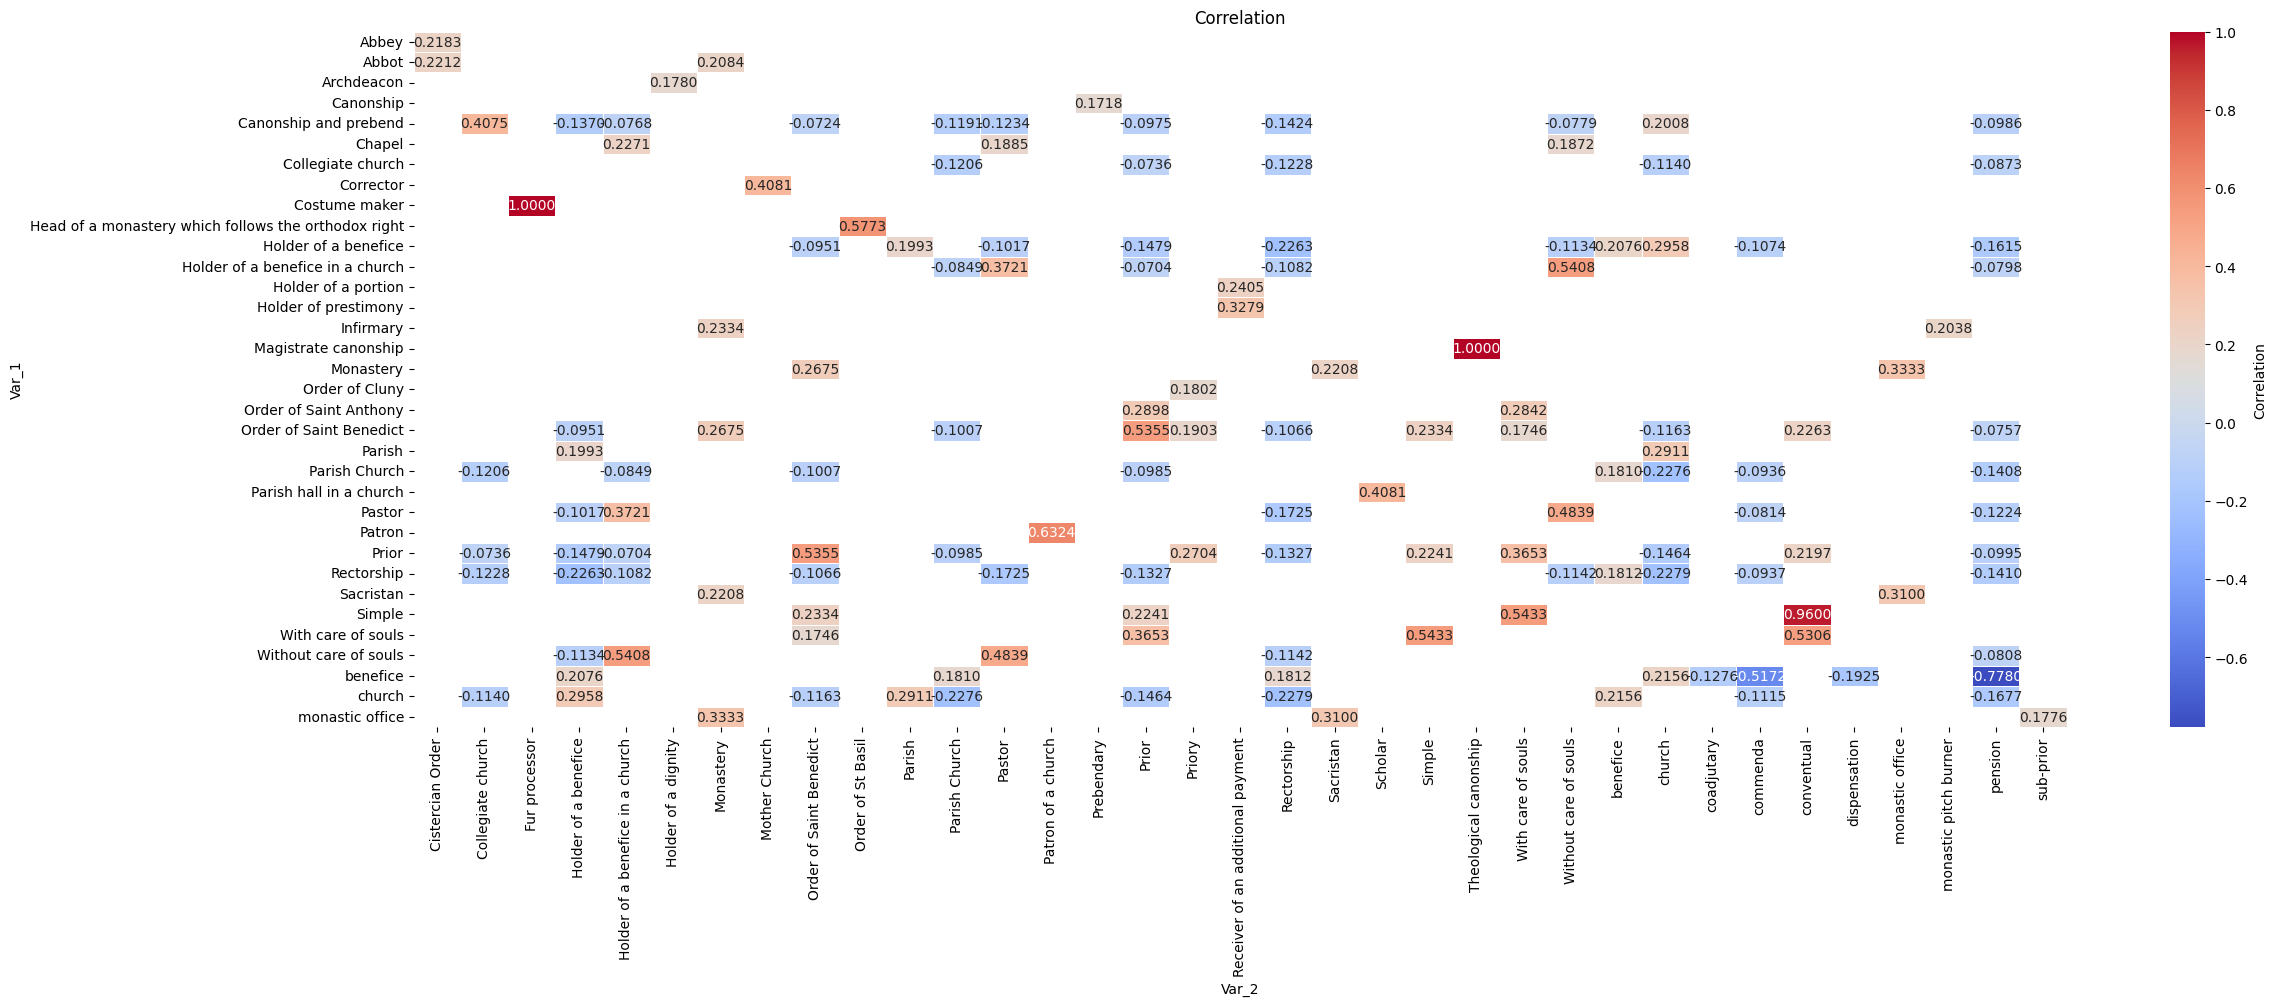 Correlation
Abbey 0.2183
Abbot 0.2212 0.2084
Archdeacon 0.1780
Canonship 0.1718
Canonship and prebend 0.4075 -0.1370 -0.0768 -0.0724 -0.1191 -0.1234 -0.0975 -0.1424 -0.0779 0.2008 -0.0986
Chapel 0.2271 0.1885 0.1872
Collegiate church -0.1206 -0.0736 -0.1228 -0.1140 -0.0873
Corrector 0.4081
Costume maker 1.0000
Head of a monastery which follows the orthodox right 0.5773
Holder of a benefice -0.0951 0.1993 -0.1017 -0.1479 -0.2263 -0.1134 0.2076 0.2958 -0.1074 -0.1615
Holder of a benefice in a church -0.0849 0.3721 -0.0704 -0.1082 0.5408 -0.0798
Holder of a portion 0.2405
Holder of prestimony 0.3279
Infirmary 0.2334 0.2038
Magistrate canonship 1.0000
Monastery 0.2675 0.2208 0.3333
Order of Cluny 0.1802
Order of Saint Anthony 0.2898 0.2842
Order of Saint Benedict -0.0951 0.2675 -0.1007 0.5355 0.1903 -0.1066 0.2334 0.1746 -0.1163 0.2263 -0.0757
Parish 0.1993 0.2911
Parish Church -0.1206 -0.0849 -0.1007 -0.0985 0.1810 -0.2276 -0.0936 -0.1408
Parish hall in a church 0.4081
Pastor -0.1017 0.3721 -0.1725 0.4839 -0.0814 -0.1224
Patron 0.6324
Prior -0.0736 -0.1479 -0.0704 0.5355 -0.0985 0.2704 -0.1327 0.2241 0.3653 -0.1464 0.2197 -0.0995
Rectorship -0.1228 -0.2263 -0.1082 -0.1066 -0.1725 -0.1327 -0.1142 0.1812 -0.2279 -0.0937 -0.1410
Sacristan 0.2208 0.3100
Simple 0.2334 0.2241 0.5433 0.9600
With care of souls 0.1746 0.3653 0.5433 0.5306
Without care of souls -0.1134 0.5408 0.4839 -0.1142 -0.0808
benefice 0.2076 0.1810 0.1812 0.2156 -0.1276 -0.5172 -0.1925 -0.7780
church -0.1140 0.2958 -0.1163 0.2911 -0.2276 -0.1464 -0.2279 0.2156 -0.1115 -0.1677
monastic office 0.3333 0.3100 0.1776
Var_1
Cistercian Order
Collegiate church
Fur processor
Holder of a benefice
Holder of a benefice in a church
Holder of a dignity
Monastery
Mother Church
Order of Saint Benedict
Order of St Basil
Parish
Parish Church
Pastor
Patron of a church
Prebendary
Prior
Priory
Receiver of an additional payment
Rectorship
Sacristan
Scholar
Simple
Theological canonship
With care of souls
Without care of souls
benefice
church
coadjutary
commenda
conventual
dispensation
monastic office
monastic pitch burner
pension
sub-prior
Var_2
1.0
0.8
0.6
0.4
0.2
0.0
−0.2
−0.4
−0.6
Correlation